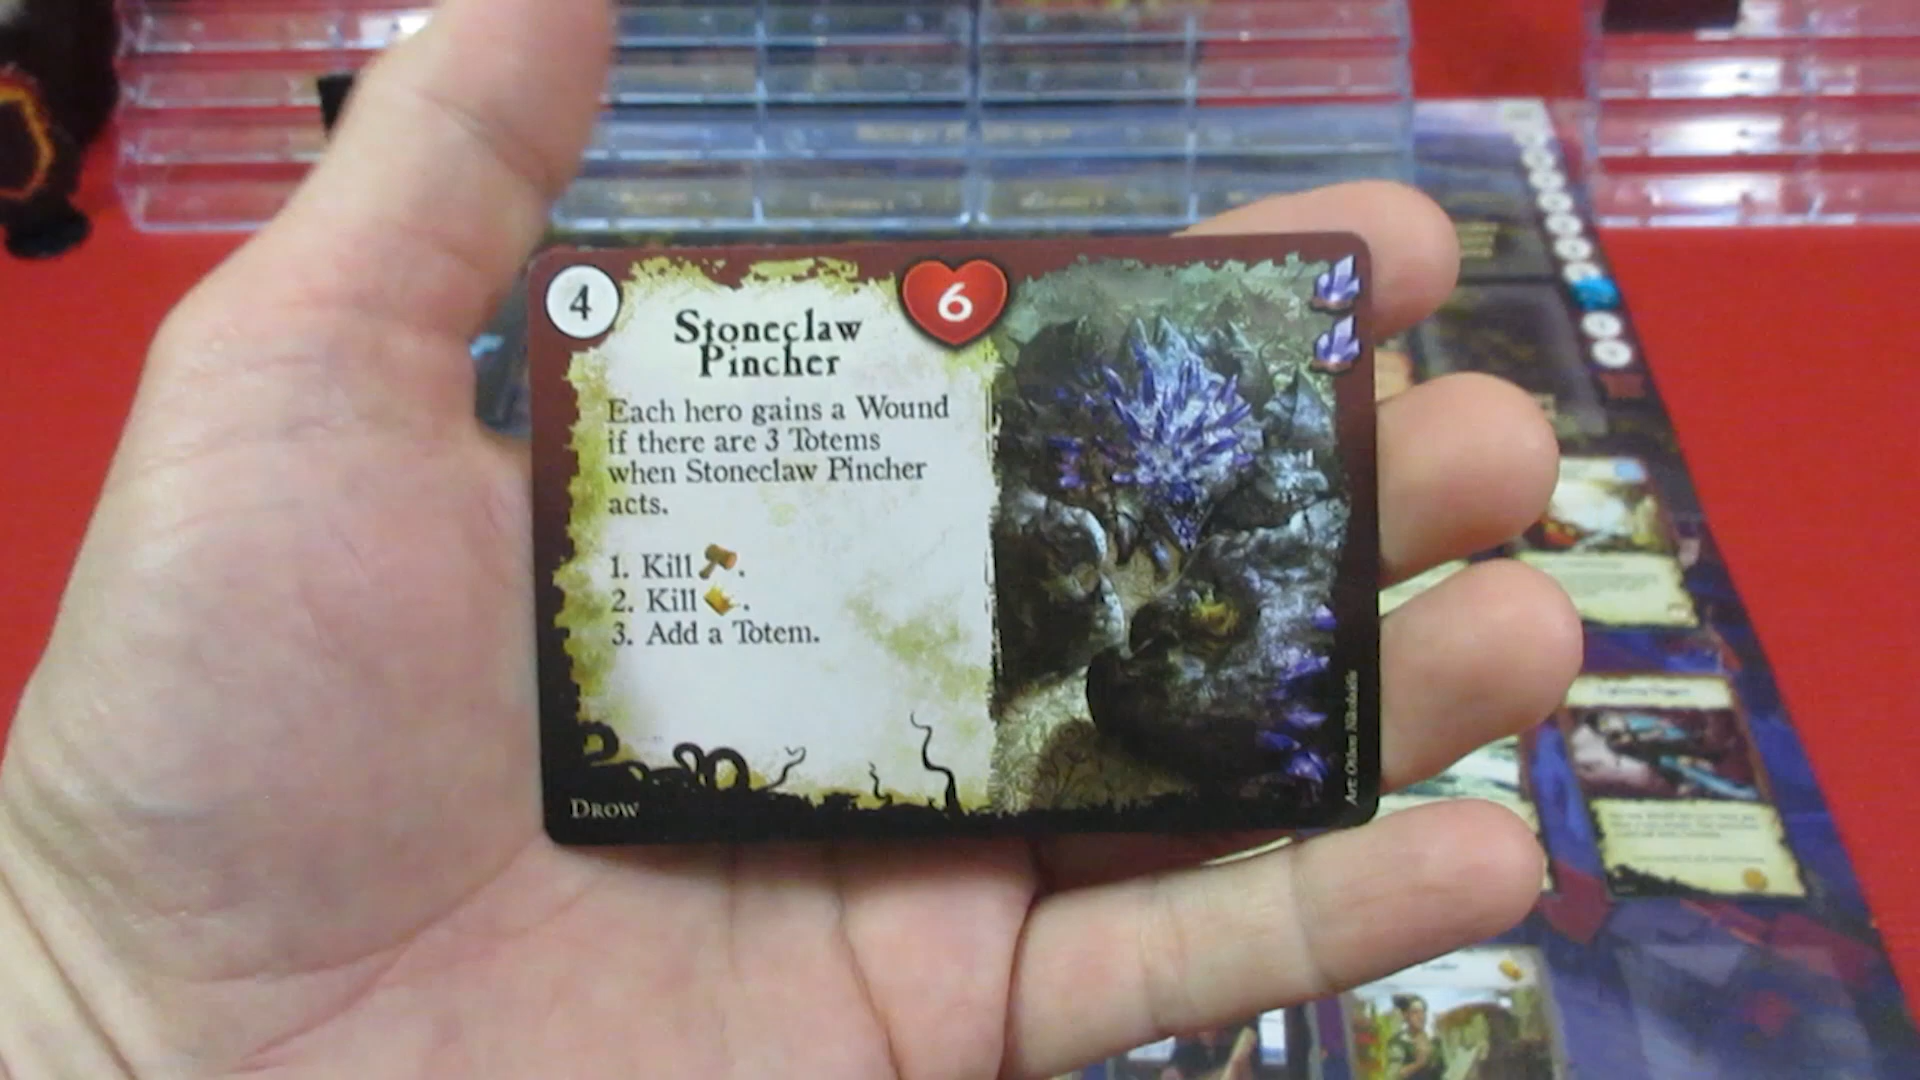 4
Stoneclaw
Pincher
6
Each hero gains a Wound
if there are 3 Totems
when Stoneclaw Pincher
acts.
1. Kill .
2. Kill .
3. Add a Totem.
DROW